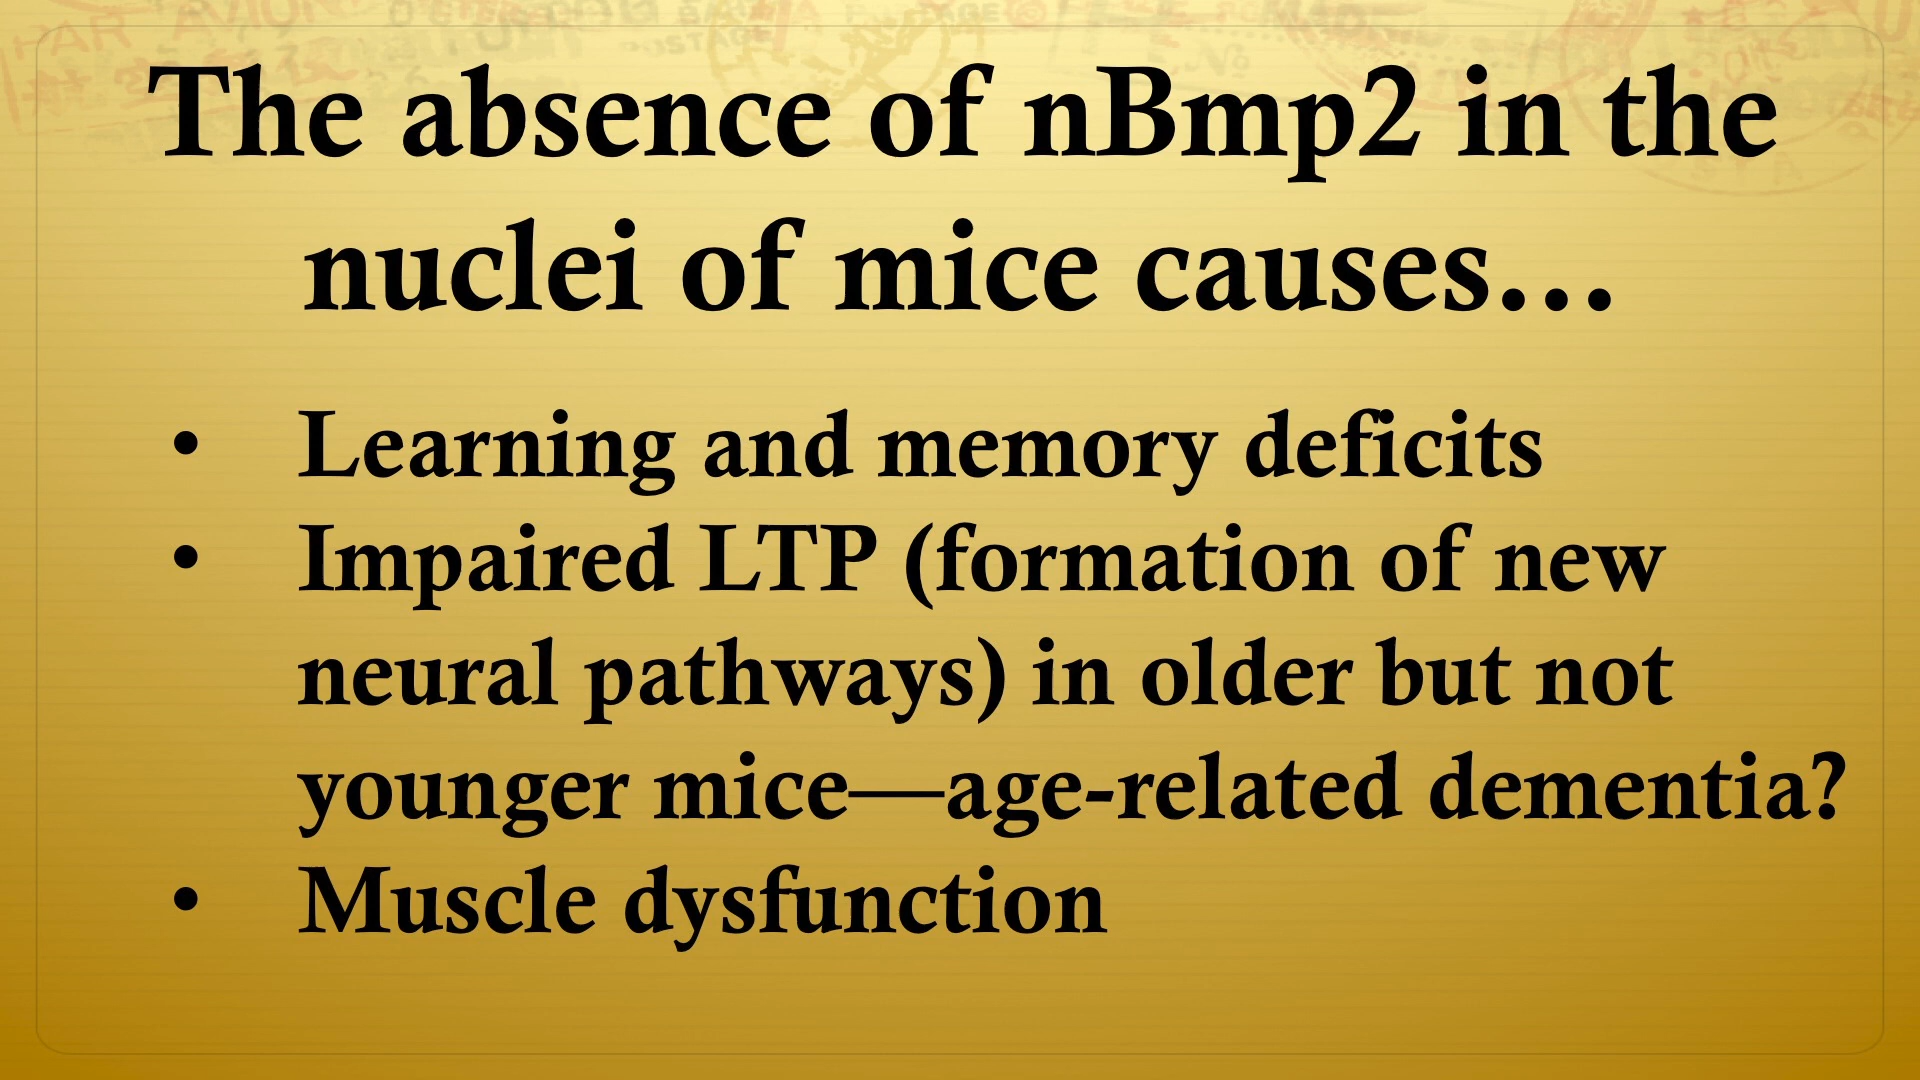 The absence of nBmp2 in the
nuclei of mice causes…
• Learning and memory deficits
• Impaired LTP (formation of new
neural pathways) in older but not
younger mice—age-related dementia?
• Muscle dysfunction